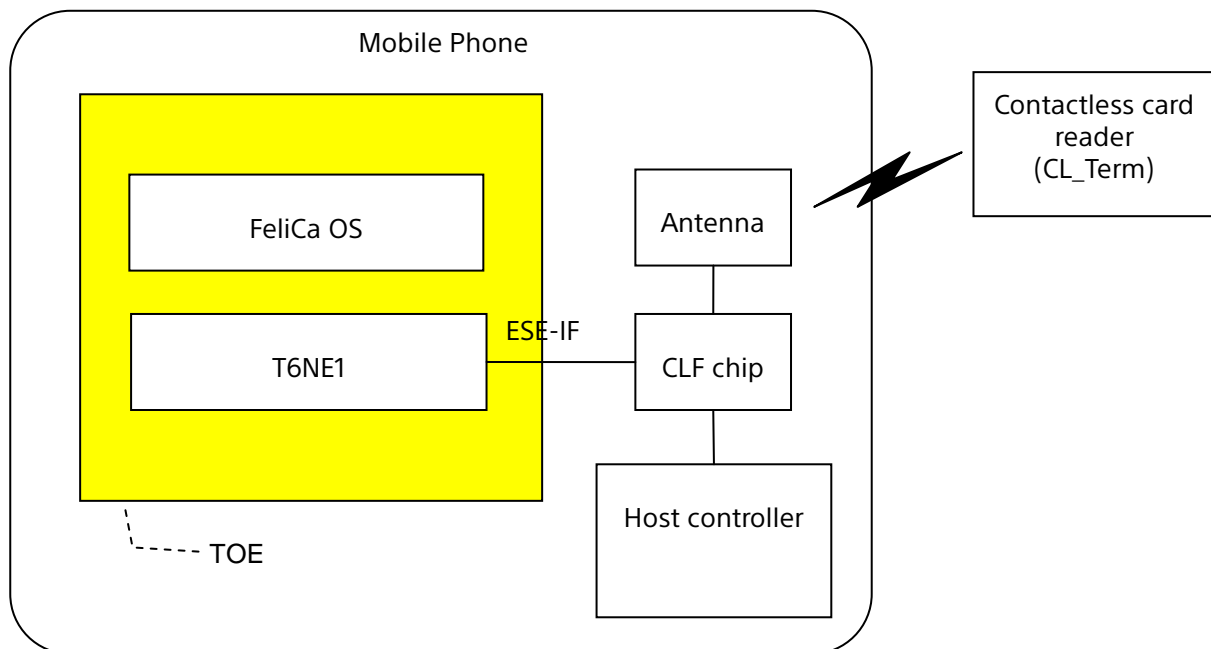 Mobile Phone
Contactless card
reader
(CL_Term)
FeliCa OS
Antenna
ESE-IF
T6NE1
CLF chip
Host controller
TOE